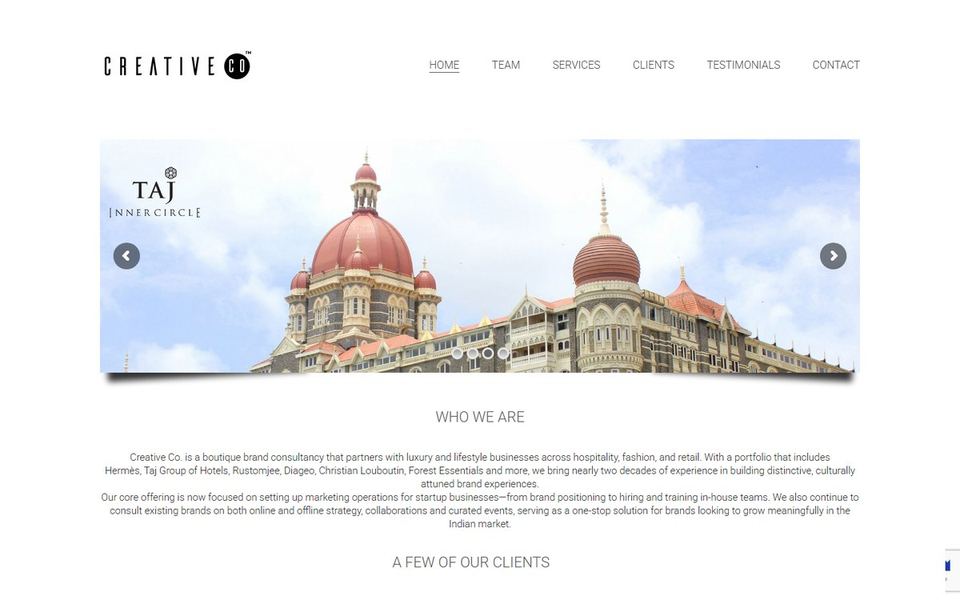 CREATIVE CO ™
HOME TEAM SERVICES CLIENTS TESTIMONIALS CONTACT
TAJ
INNERCIRCLE
WHO WE ARE
Creative Co. is a boutique brand consultancy that partners with luxury and lifestyle businesses across hospitality, fashion, and retail. With a portfolio that includes
Hermès, Taj Group of Hotels, Rustomjee, Diageo, Christian Louboutin, Forest Essentials and more, we bring nearly two decades of experience in building distinctive, culturally
attuned brand experiences.
Our core offering is now focused on setting up marketing operations for startup businesses—from brand positioning to hiring and training in-house teams. We also continue to
consult existing brands on both online and offline strategy, collaborations and curated events, serving as a one-stop solution for brands looking to grow meaningfully in the
Indian market.
A FEW OF OUR CLIENTS